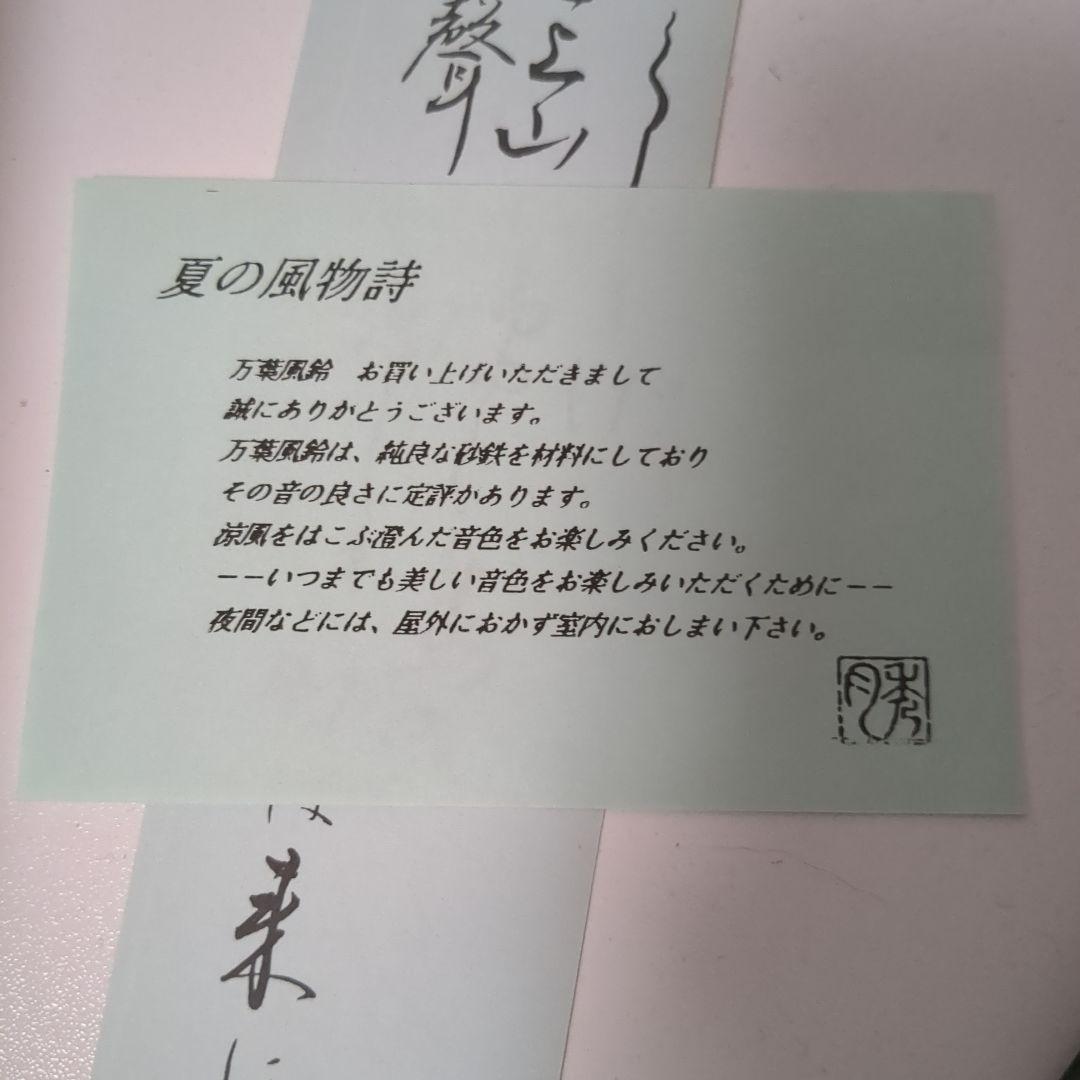 聲
上
山
夏の風物詩
万葉風鈴　お買い上げいただきまして
誠にありがとうございます。
万葉風鈴は、純良な砂鉄を材料にしており
その音の良さに定評があります。
涼風をはこぶ澄んだ音色をお楽しみください。
－－いつまでも美しい音色をお楽しみいただくために－－
夜間などには、屋外におかず室内におしまい下さい。